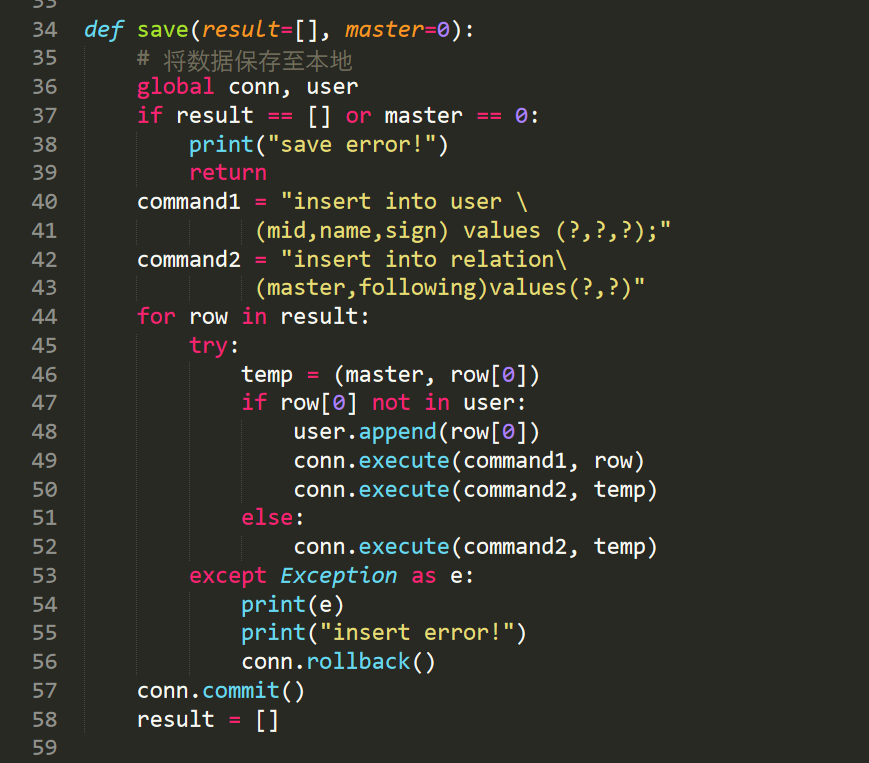 33
34 def save(result=[], master=0):
35     # 将数据保存至本地
36     global conn, user
37     if result == [] or master == 0:
38         print("save error!")
39         return
40     command1 = "insert into user \
41              (mid,name,sign) values (?,?,?);"
42     command2 = "insert into relation\
43              (master,following)values(?,?)"
44     for row in result:
45         try:
46             temp = (master, row[0])
47             if row[0] not in user:
48                 user.append(row[0])
49                 conn.execute(command1, row)
50                 conn.execute(command2, temp)
51             else:
52                 conn.execute(command2, temp)
53         except Exception as e:
54             print(e)
55             print("insert error!")
56             conn.rollback()
57     conn.commit()
58     result = []
59